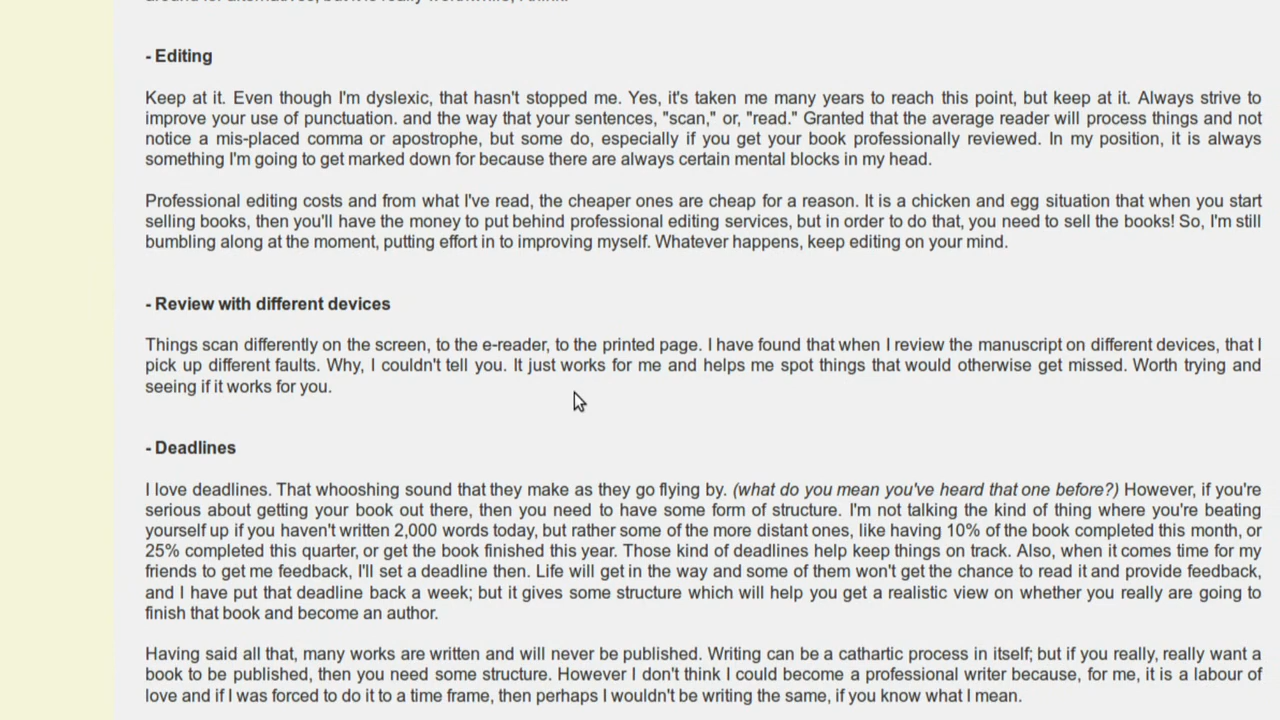 - Editing
Keep at it. Even though I'm dyslexic, that hasn't stopped me. Yes, it's taken me many years to reach this point, but keep at it. Always strive to
improve your use of punctuation. and the way that your sentences, "scan," or, "read." Granted that the average reader will process things and not
notice a mis-placed comma or apostrophe, but some do, especially if you get your book professionally reviewed. In my position, it is always
something I'm going to get marked down for because there are always certain mental blocks in my head.
Professional editing costs and from what I've read, the cheaper ones are cheap for a reason. It is a chicken and egg situation that when you start
selling books, then you'll have the money to put behind professional editing services, but in order to do that, you need to sell the books! So, I'm still
bumbling along at the moment, putting effort in to improving myself. Whatever happens, keep editing on your mind.
- Review with different devices
Things scan differently on the screen, to the e-reader, to the printed page. I have found that when I review the manuscript on different devices, that I
pick up different faults. Why, I couldn't tell you. It just works for me and helps me spot things that would otherwise get missed. Worth trying and
seeing if it works for you.
- Deadlines
I love deadlines. That whooshing sound that they make as they go flying by. (what do you mean you've heard that one before?) However, if you're
serious about getting your book out there, then you need to have some form of structure. I'm not talking the kind of thing where you're beating
yourself up if you haven't written 2,000 words today, but rather some of the more distant ones, like having 10% of the book completed this month, or
25% completed this quarter, or get the book finished this year. Those kind of deadlines help keep things on track. Also, when it comes time for my
friends to get me feedback, I'll set a deadline then. Life will get in the way and some of them won't get the chance to read it and provide feedback,
and I have put that deadline back a week; but it gives some structure which will help you get a realistic view on whether you really are going to
finish that book and become an author.
Having said all that, many works are written and will never be published. Writing can be a cathartic process in itself; but if you really, really want a
book to be published, then you need some structure. However I don't think I could become a professional writer because, for me, it is a labour of
love and if I was forced to do it to a time frame, then perhaps I wouldn't be writing the same, if you know what I mean.